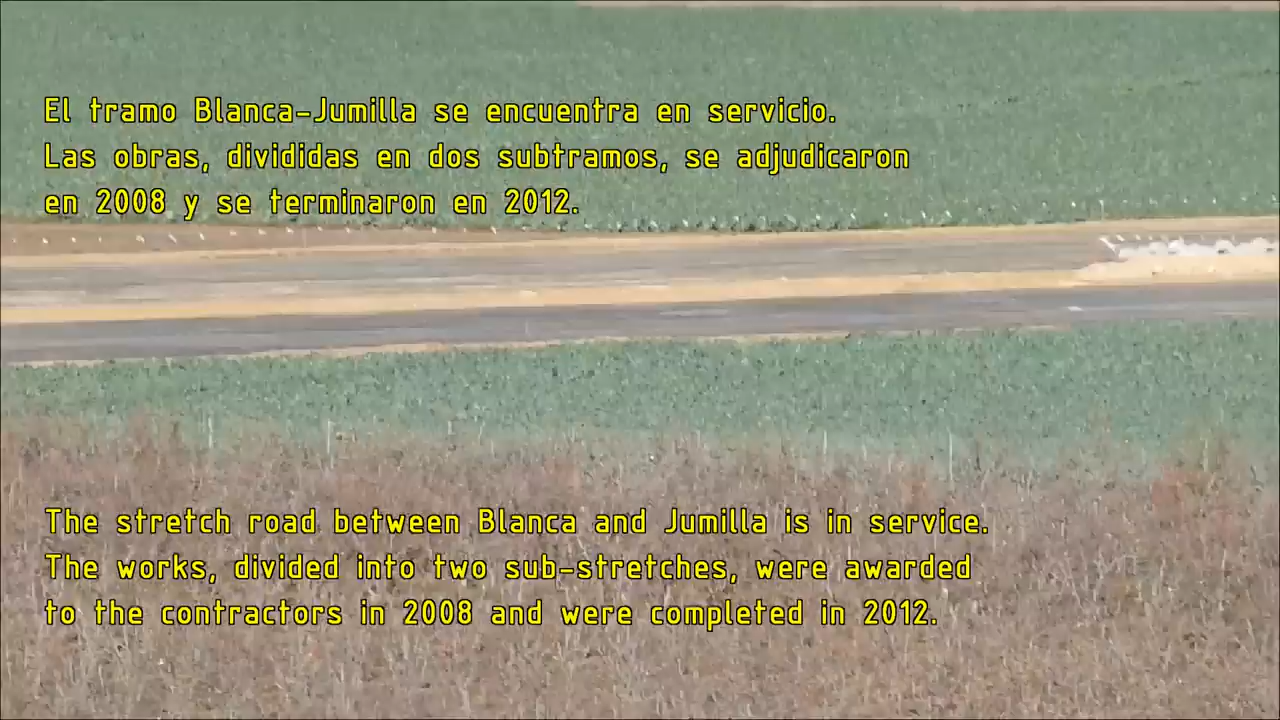 El tramo Blanca-Jumilla se encuentra en servicio.
Las obras, divididas en dos subtramos, se adjudicaron
en 2008 y se terminaron en 2012.
The stretch road between Blanca and Jumilla is in service.
The works, divided into two sub-stretches, were awarded
to the contractors in 2008 and were completed in 2012.